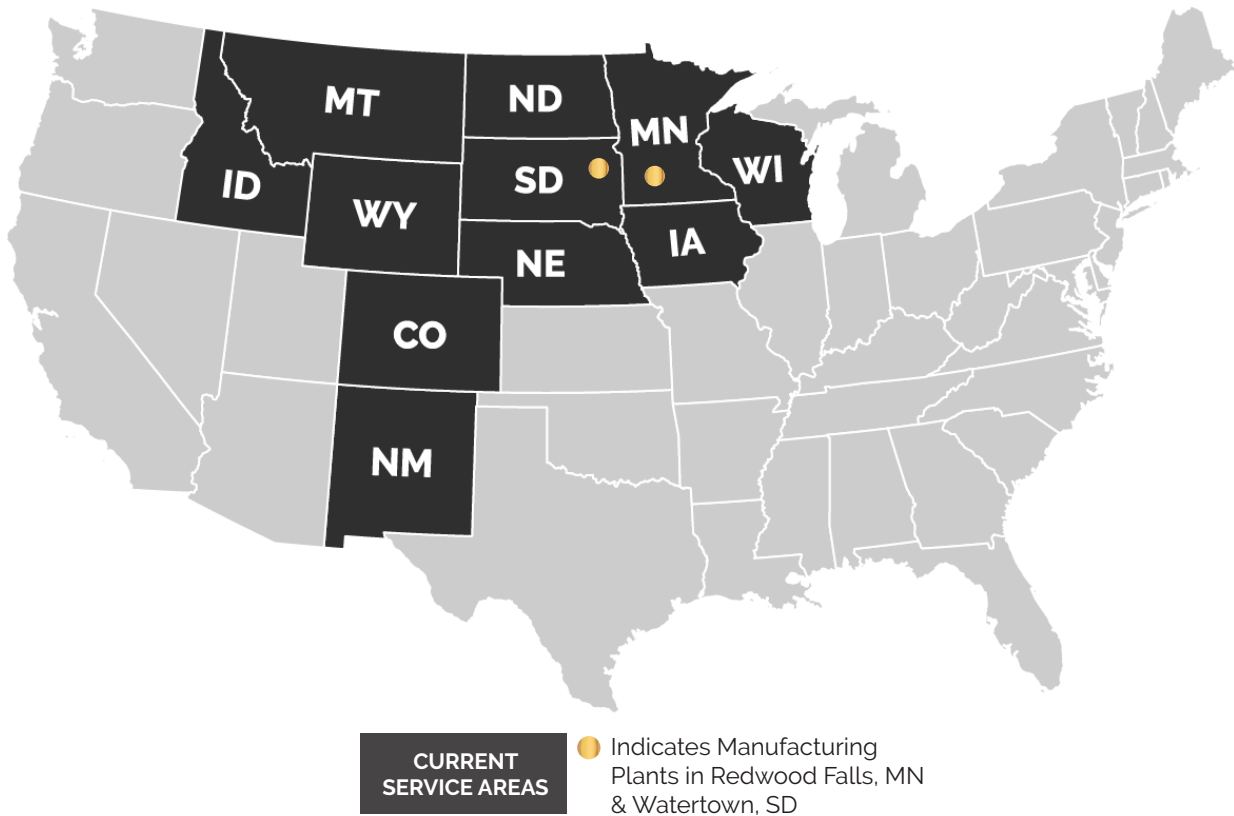 MT
ND
MN
ID
SD
WI
WY
NE
IA
CO
NM
CURRENT
SERVICE AREAS
Indicates Manufacturing
Plants in Redwood Falls, MN
& Watertown, SD